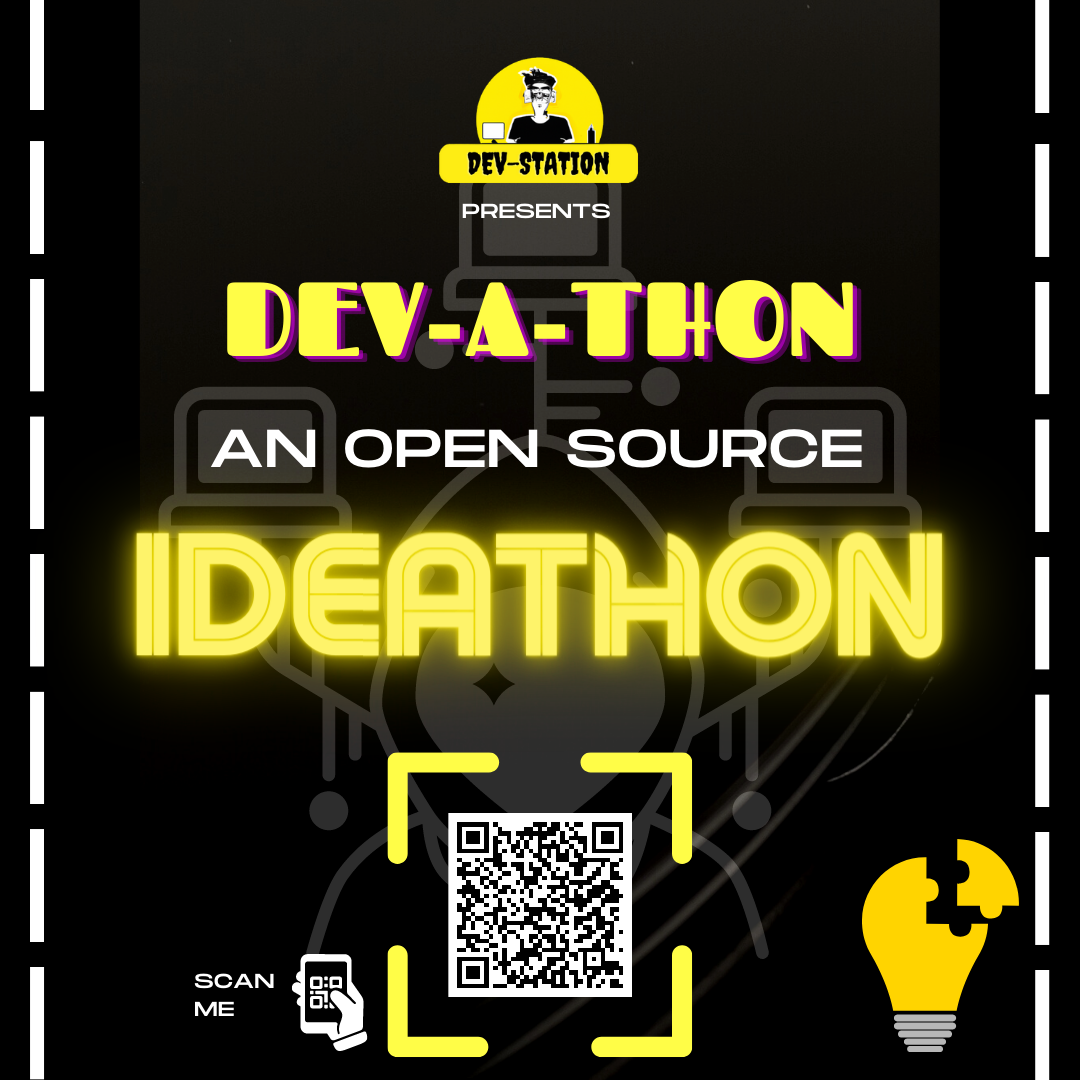 DEV-STATION
PRESENTS
DEV-A-THON
AN OPEN SOURCE
IDEATHON
SCAN
ME